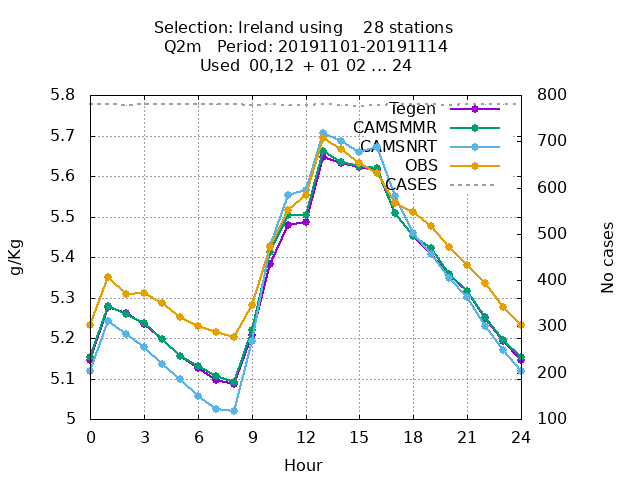 Selection: Ireland using    28 stations
Q2m   Period: 20191101-20191114
Used  00,12  + 01 02 ... 24
g/Kg
5.8
5.7
5.6
5.5
5.4
5.3
5.2
5.1
5
Tegen
CAMSMMR
CAMSNRT
OBS
CASES
800
700
600
500
400
300
200
100
No cases
0 3 6 9 12 15 18 21 24
Hour